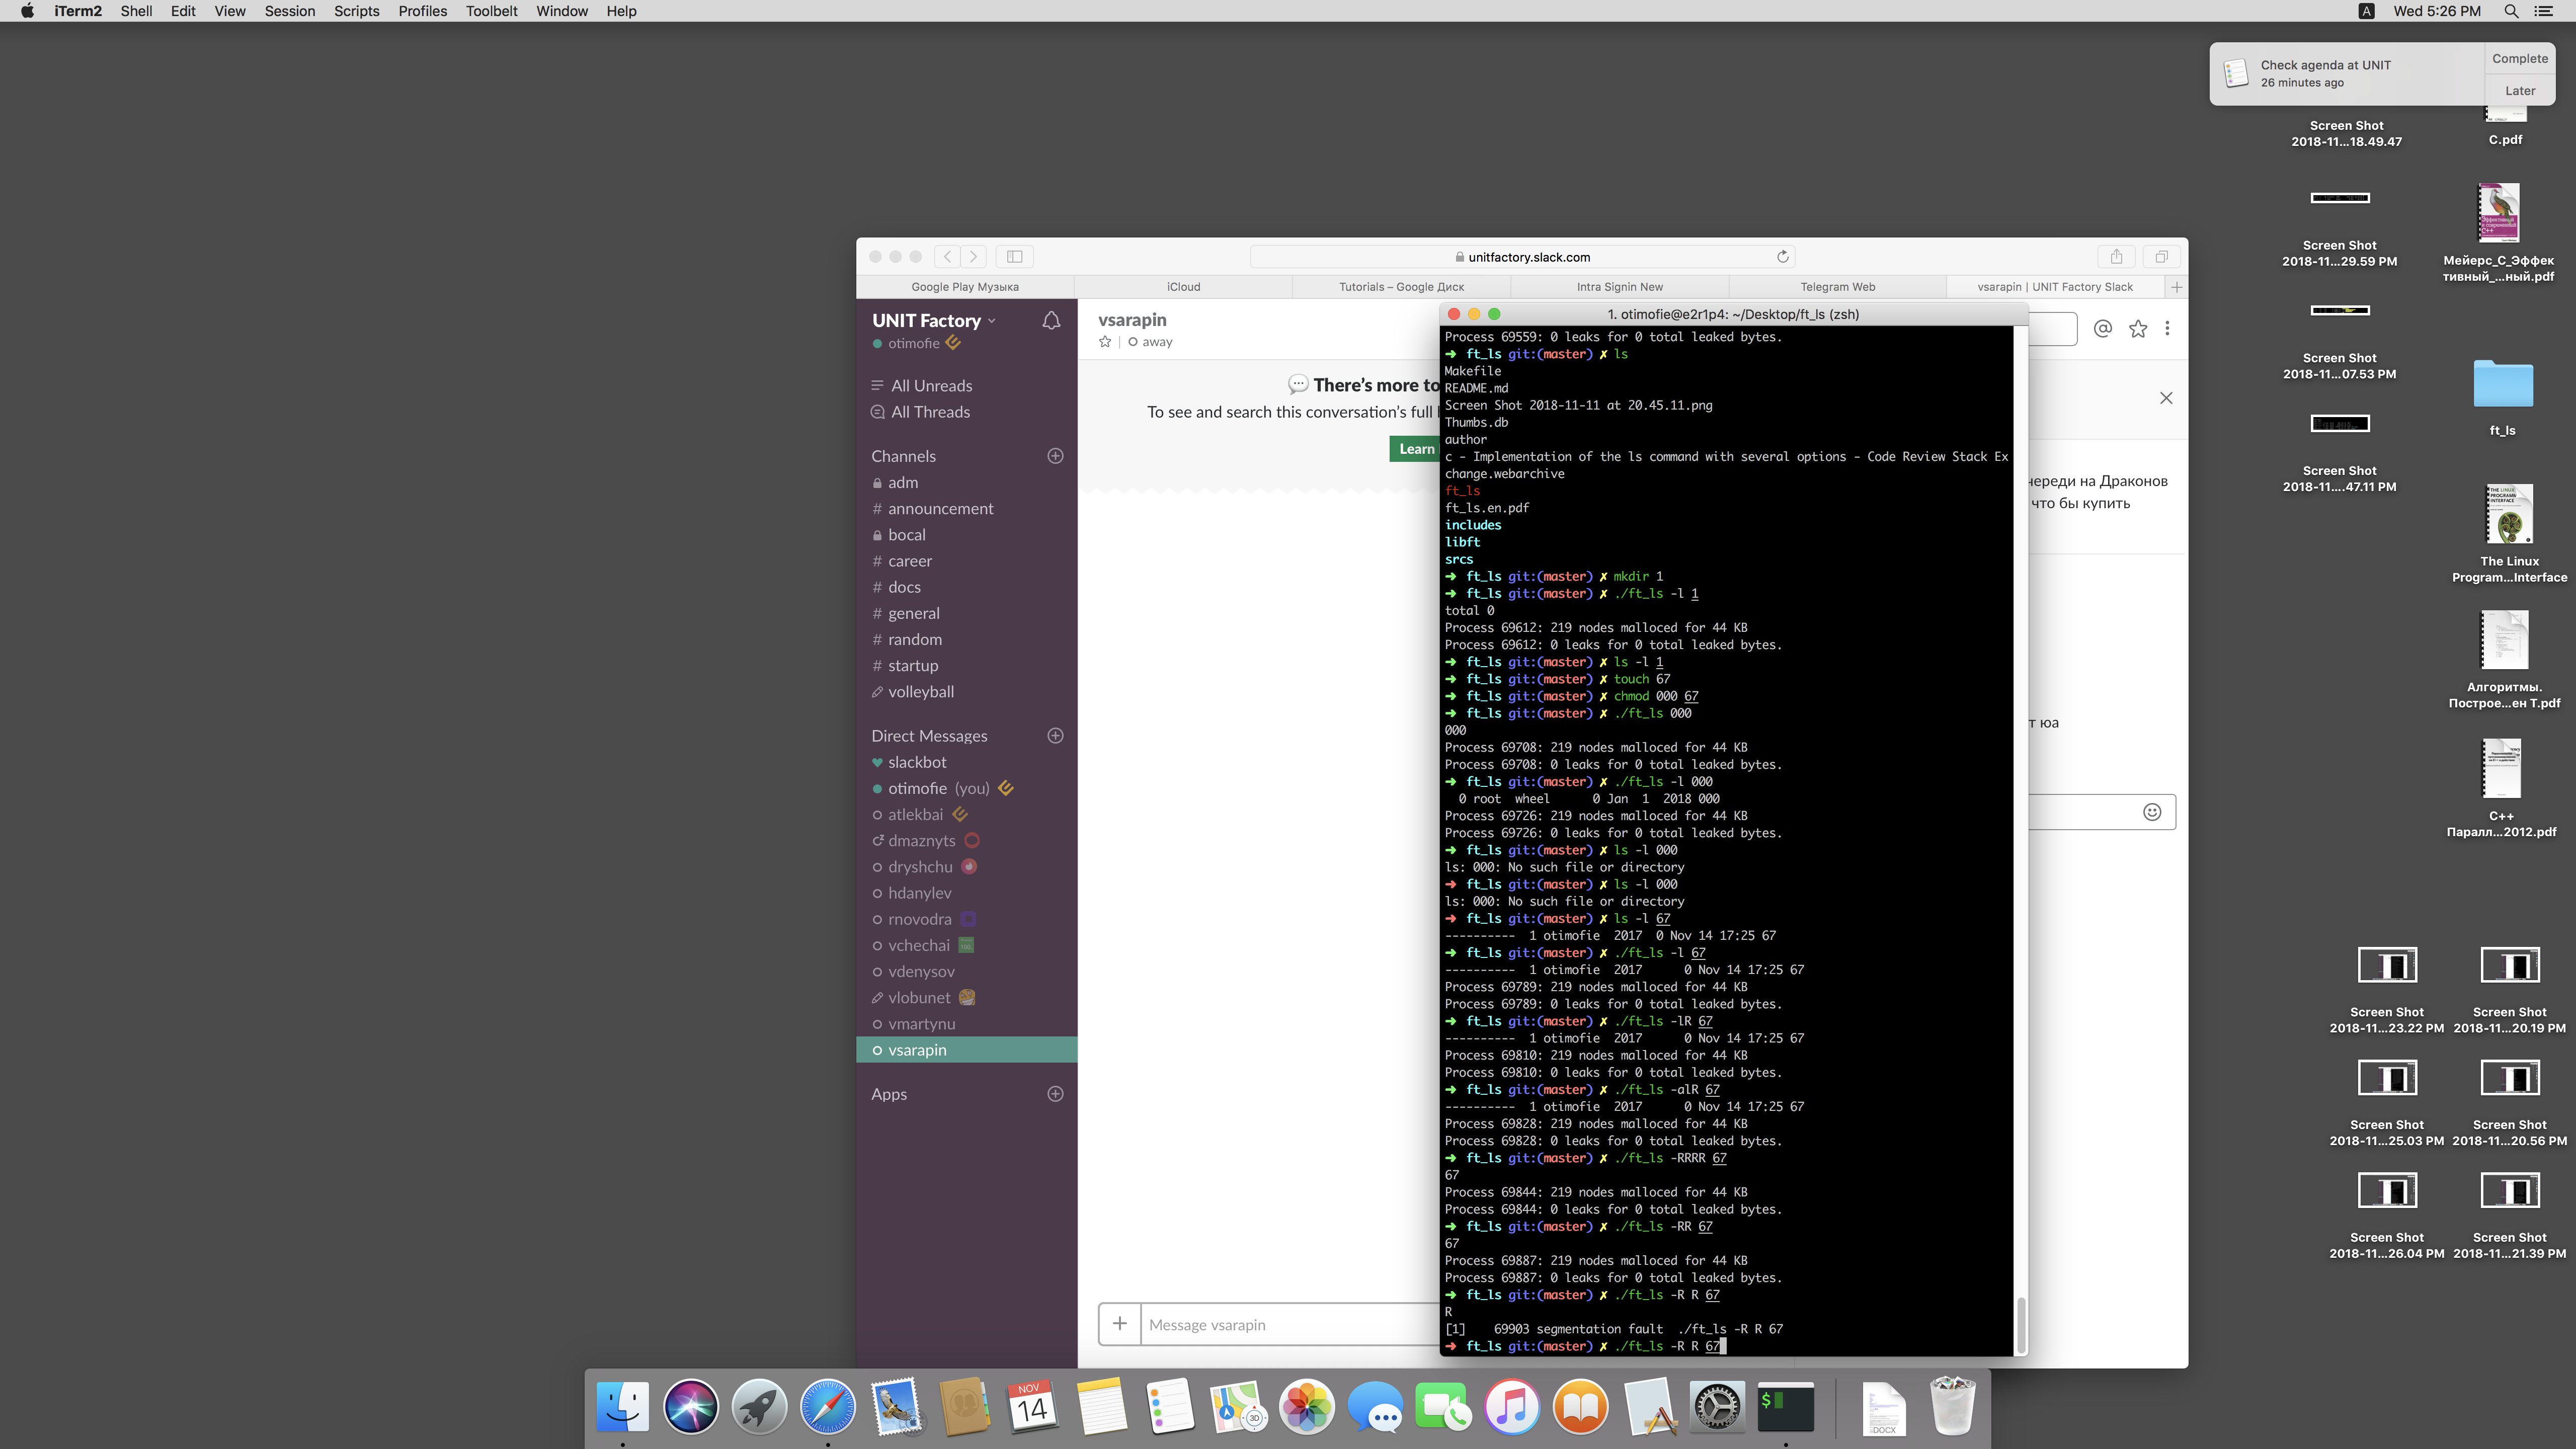 iTerm2 Shell Edit View Session Scripts Profiles Toolbelt Window Help
A Wed 5:26 PM
Check agenda at UNIT
26 minutes ago
Complete
Later
Screen Shot
2018-11...18.49.47
C.pdf
Screen Shot
2018-11...29.59 PM
Мейерс_С_Эффек
тивный_...ный.pdf
Screen Shot
2018-11...07.53 PM
ft_ls
Screen Shot
2018-11....47.11 PM
The Linux
Program...Interface
Алгоритмы.
Построе...ен Т.pdf
C++
Паралл...2012.pdf
Screen Shot
2018-11...23.22 PM
Screen Shot
2018-11...20.19 PM
Screen Shot
2018-11...25.03 PM
Screen Shot
2018-11...20.56 PM
Screen Shot
2018-11...26.04 PM
Screen Shot
2018-11...21.39 PM
unitfactory.slack.com
Google Play Музыка
iCloud
Tutorials – Google Диск
Intra Signin New
Telegram Web
vsarapin | UNIT Factory Slack
UNIT Factory
otimofie
All Unreads
All Threads
Channels
adm
# announcement
bocal
# career
# docs
# general
# random
# startup
volleyball
Direct Messages
slackbot
otimofie (you)
atlekbai
dmaznyts
dryshchu
hdanylev
rnovodra
vchechai
vdenysov
vlobunet
vmartynu
vsarapin
Apps
vsarapin
away
There's more to
To see and search this conversation's full
Learn
череди на Драконов
что бы купить
т юа
Message vsarapin
1. otimofie@e2r1p4: ~/Desktop/ft_ls (zsh)
Process 69559: 0 leaks for 0 total leaked bytes.
➜ ft_ls git:(master) ✗ ls
Makefile
README.md
Screen Shot 2018-11-11 at 20.45.11.png
Thumbs.db
author
c - Implementation of the ls command with several options - Code Review Stack Ex
change.webarchive
ft_ls
ft_ls.en.pdf
includes
libft
srcs
➜ ft_ls git:(master) ✗ mkdir 1
➜ ft_ls git:(master) ✗ ./ft_ls -l 1
total 0
Process 69612: 219 nodes malloced for 44 KB
Process 69612: 0 leaks for 0 total leaked bytes.
➜ ft_ls git:(master) ✗ ls -l 1
➜ ft_ls git:(master) ✗ touch 67
➜ ft_ls git:(master) ✗ chmod 000 67
➜ ft_ls git:(master) ✗ ./ft_ls 000
000
Process 69708: 219 nodes malloced for 44 KB
Process 69708: 0 leaks for 0 total leaked bytes.
➜ ft_ls git:(master) ✗ ./ft_ls -l 000
0 root wheel 0 Jan 1 2018 000
Process 69726: 219 nodes malloced for 44 KB
Process 69726: 0 leaks for 0 total leaked bytes.
➜ ft_ls git:(master) ✗ ls -l 000
ls: 000: No such file or directory
➜ ft_ls git:(master) ✗ ls -l 000
ls: 000: No such file or directory
➜ ft_ls git:(master) ✗ ls -l 67
---------- 1 otimofie 2017 0 Nov 14 17:25 67
➜ ft_ls git:(master) ✗ ./ft_ls -l 67
---------- 1 otimofie 2017 0 Nov 14 17:25 67
Process 69789: 219 nodes malloced for 44 KB
Process 69789: 0 leaks for 0 total leaked bytes.
➜ ft_ls git:(master) ✗ ./ft_ls -lR 67
---------- 1 otimofie 2017 0 Nov 14 17:25 67
Process 69810: 219 nodes malloced for 44 KB
Process 69810: 0 leaks for 0 total leaked bytes.
➜ ft_ls git:(master) ✗ ./ft_ls -alR 67
---------- 1 otimofie 2017 0 Nov 14 17:25 67
Process 69828: 219 nodes malloced for 44 KB
Process 69828: 0 leaks for 0 total leaked bytes.
➜ ft_ls git:(master) ✗ ./ft_ls -RRRR 67
67
Process 69844: 219 nodes malloced for 44 KB
Process 69844: 0 leaks for 0 total leaked bytes.
➜ ft_ls git:(master) ✗ ./ft_ls -RR 67
67
Process 69887: 219 nodes malloced for 44 KB
Process 69887: 0 leaks for 0 total leaked bytes.
➜ ft_ls git:(master) ✗ ./ft_ls -R R 67
R
[1] 69903 segmentation fault ./ft_ls -R R 67
➜ ft_ls git:(master) ✗ ./ft_ls -R R 67
NOV
14
3D
DOCX